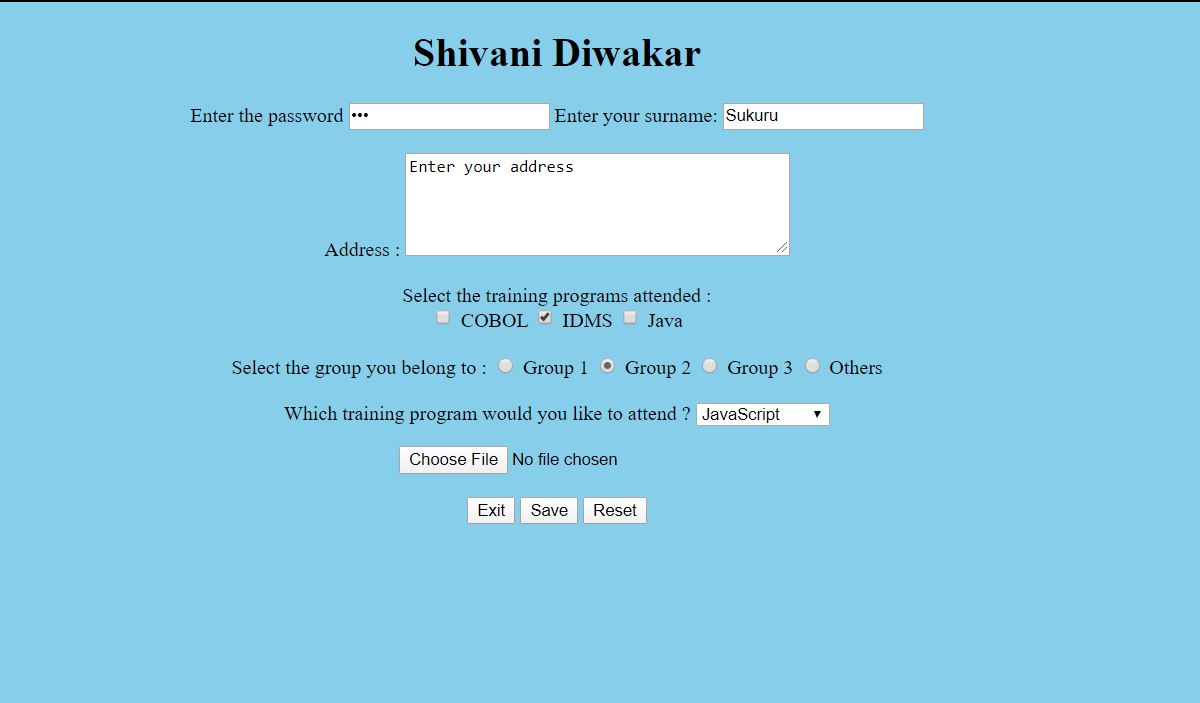 Shivani Diwakar
Enter the password ••• Enter your surname: Sukuru
Enter your address
Address :
Select the training programs attended :
COBOL IDMS Java
Select the group you belong to : Group 1 Group 2 Group 3 Others
Which training program would you like to attend ? JavaScript
Choose File No file chosen
Exit Save Reset